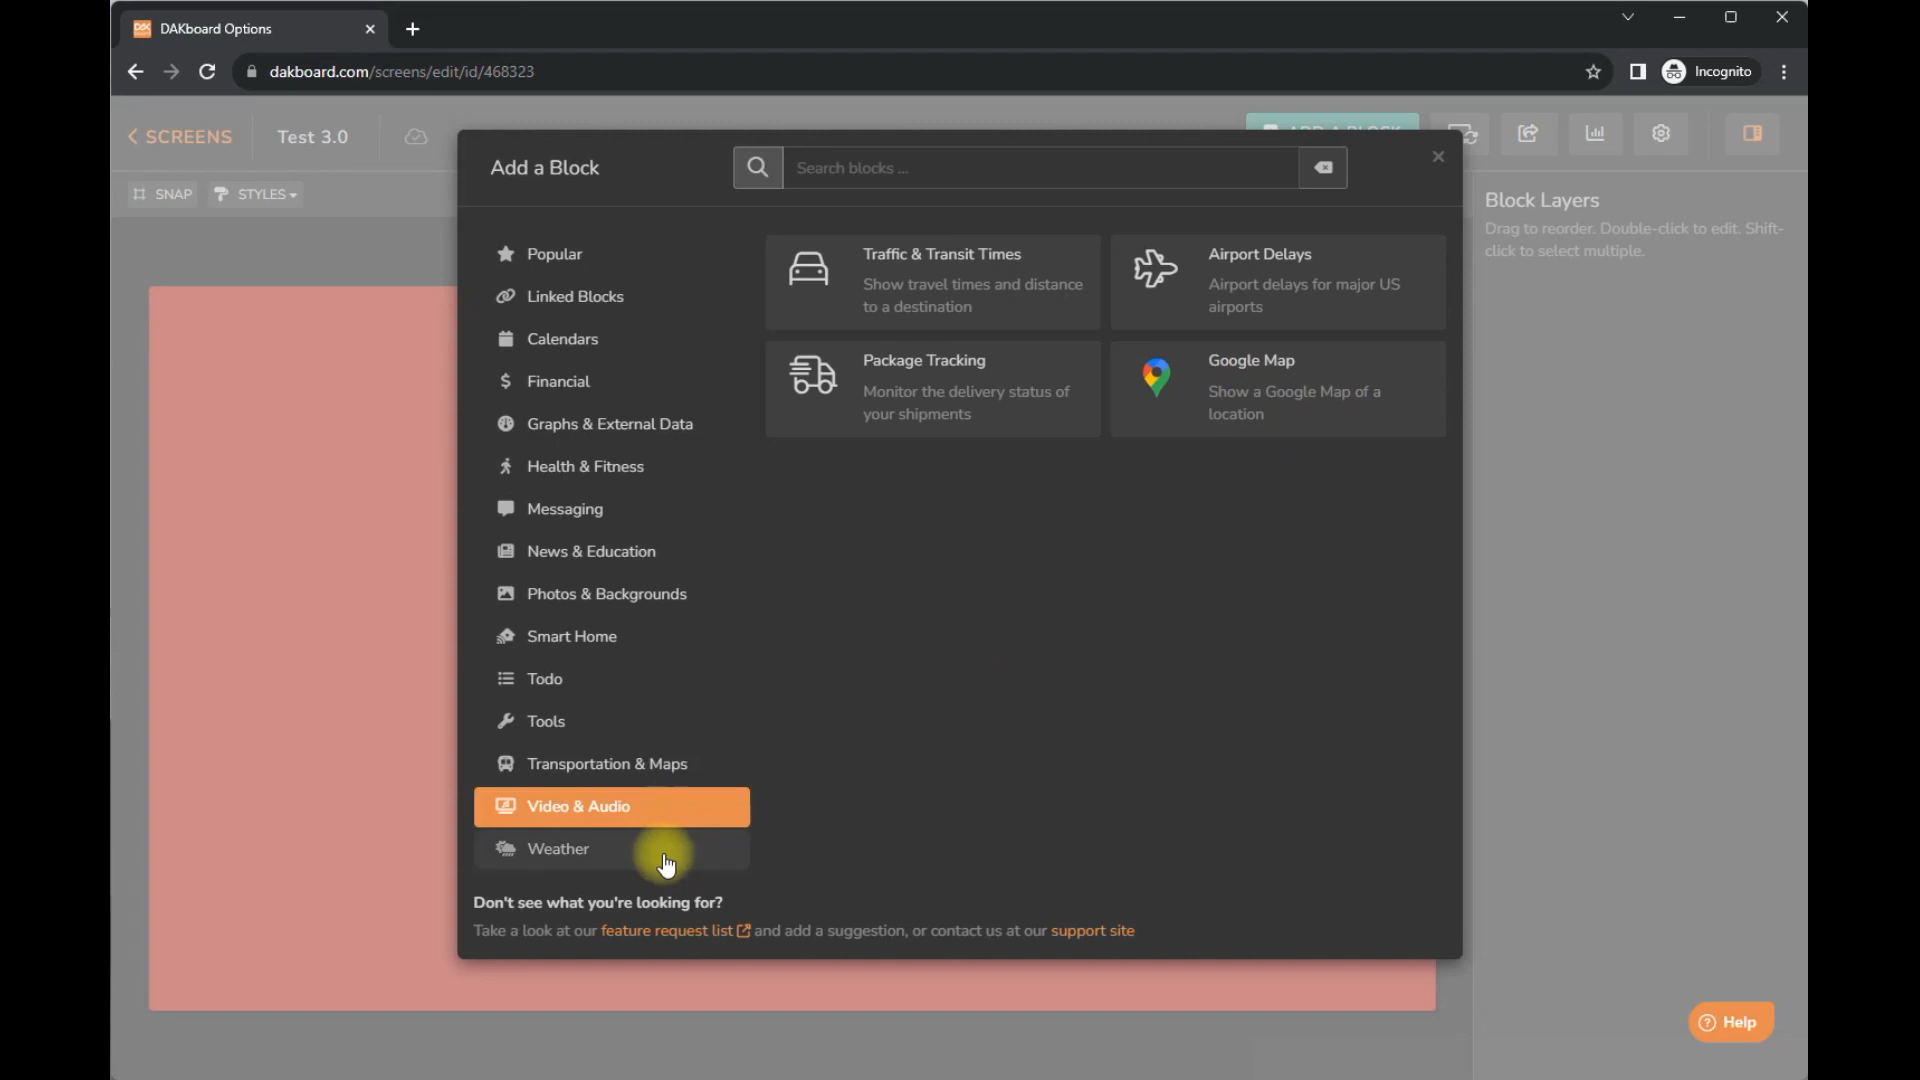 DAKboard Options
dakboard.com/screens/edit/id/468323
Incognito
SCREENS
Test 3.0
ADD A BLOCK
SNAP
STYLES
Add a Block
Search blocks ...
Popular
Linked Blocks
Calendars
Financial
Graphs & External Data
Health & Fitness
Messaging
News & Education
Photos & Backgrounds
Smart Home
Todo
Tools
Transportation & Maps
Video & Audio
Weather
Traffic & Transit Times
Show travel times and distance
to a destination
Airport Delays
Airport delays for major US
airports
Package Tracking
Monitor the delivery status of
your shipments
Google Map
Show a Google Map of a
location
Don't see what you're looking for?
Take a look at our feature request list and add a suggestion, or contact us at our support site
Block Layers
Drag to reorder. Double-click to edit. Shift-
click to select multiple.
Help